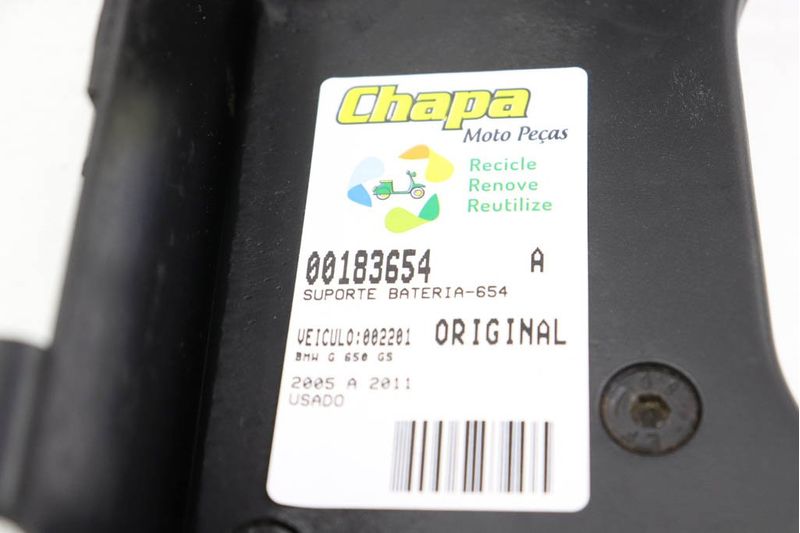 Chapa
Moto Peças
Recicle
Renove
Reutilize
00183654 A
SUPORTE BATERIA-654
VEICULO:002201 ORIGINAL
BMW G 650 GS
2005 A 2011
USADO